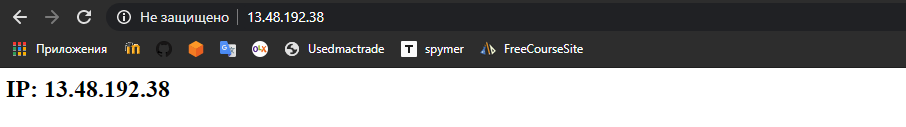 Не защищено 13.48.192.38
Приложения Usedmactrade T spymer FreeCourseSite
IP: 13.48.192.38